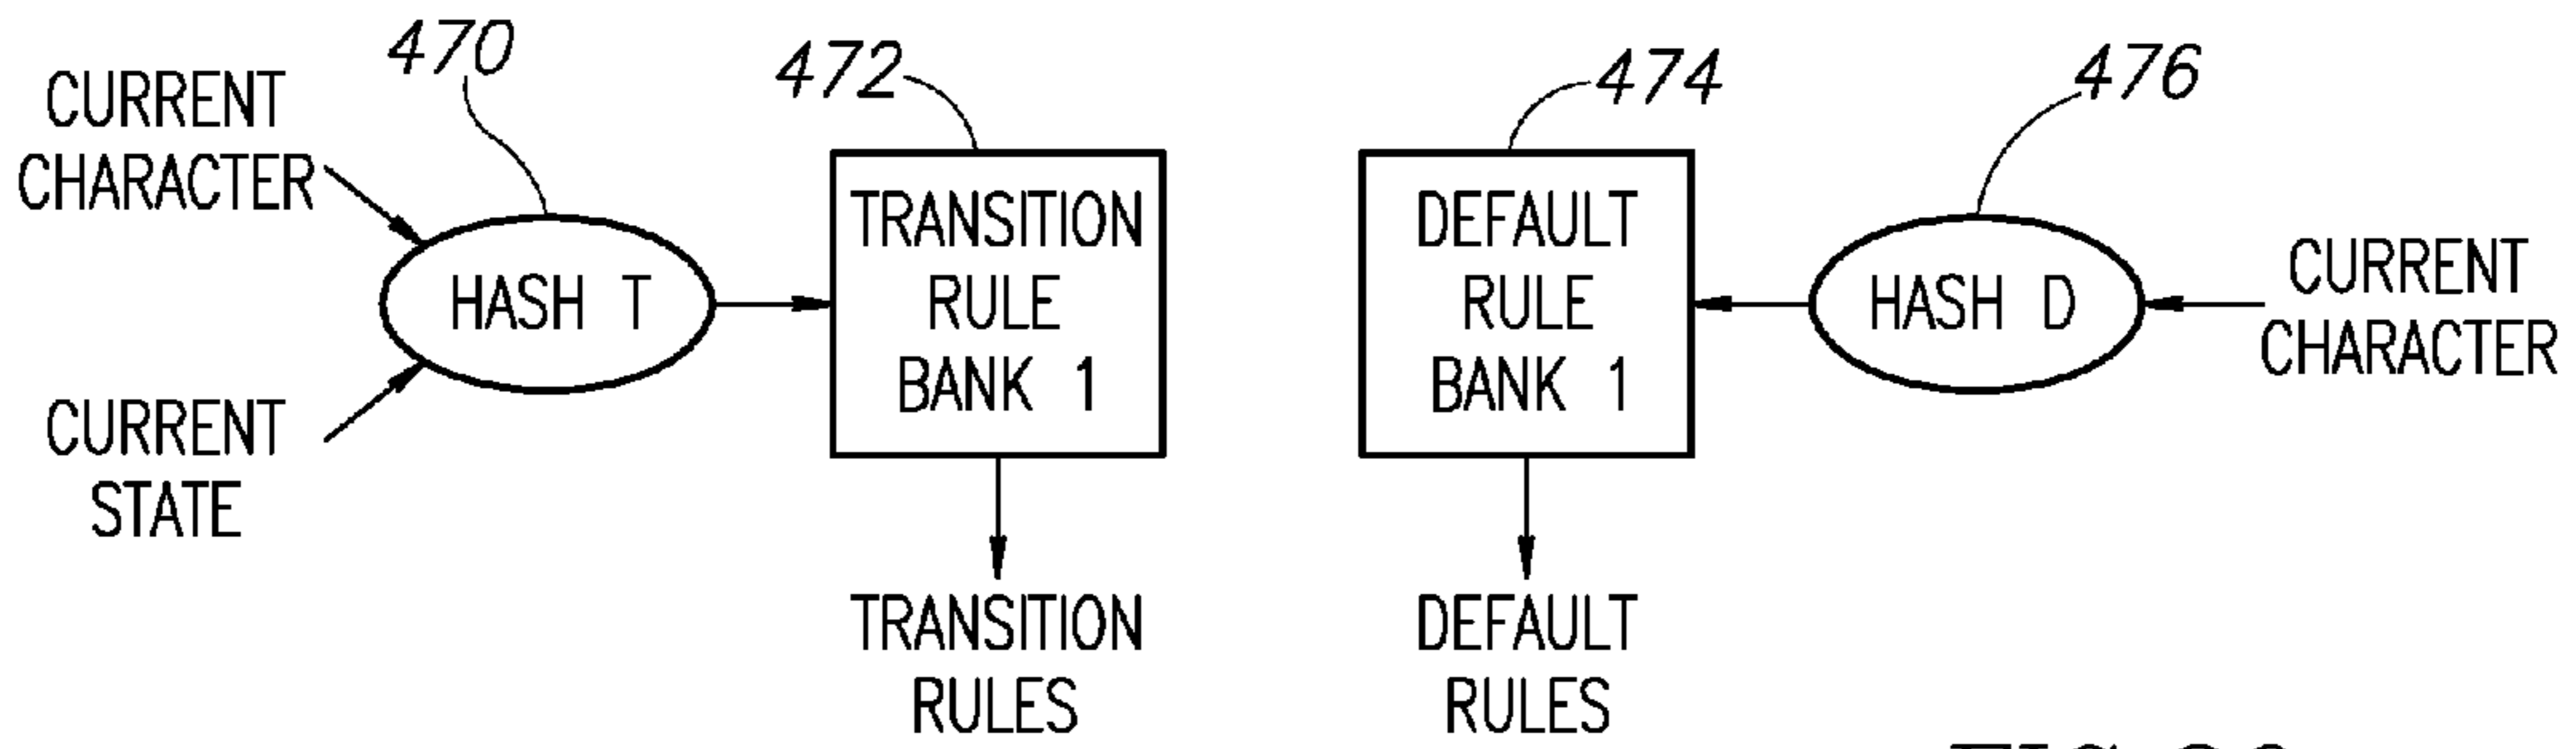 470
472
474
476
CURRENT
CHARACTER
CURRENT
STATE
HASH T
TRANSITION
RULE
BANK 1
DEFAULT
RULE
BANK 1
HASH D
CURRENT
CHARACTER
TRANSITION
RULES
DEFAULT
RULES